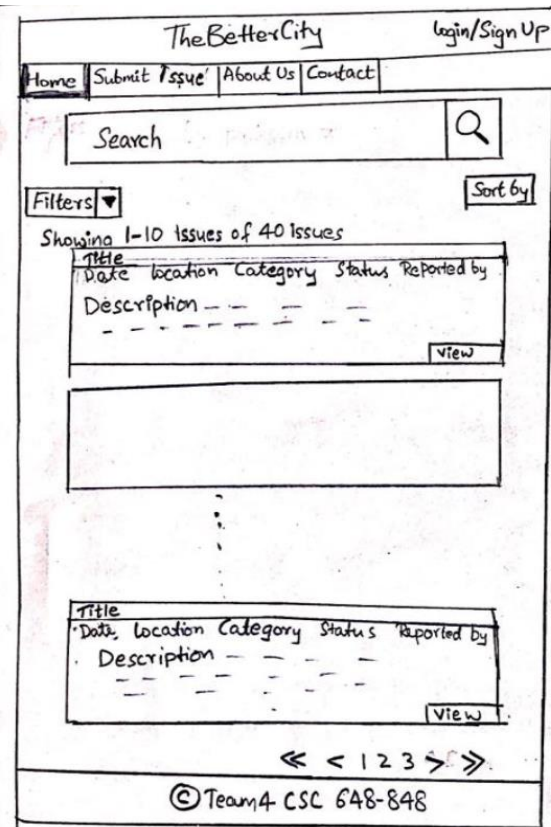 TheBetterCity login/Sign Up
Home Submit Issue About Us Contact
Search
Filters ▼ Sort by
Showing 1-10 Issues of 40 Issues
Title
Date location Category Status Reported by
Description
View
Title
Date, location Category Status Reported by
Description
View
≪ < 1 2 3 > ≫
© Team4 CSC 648-848